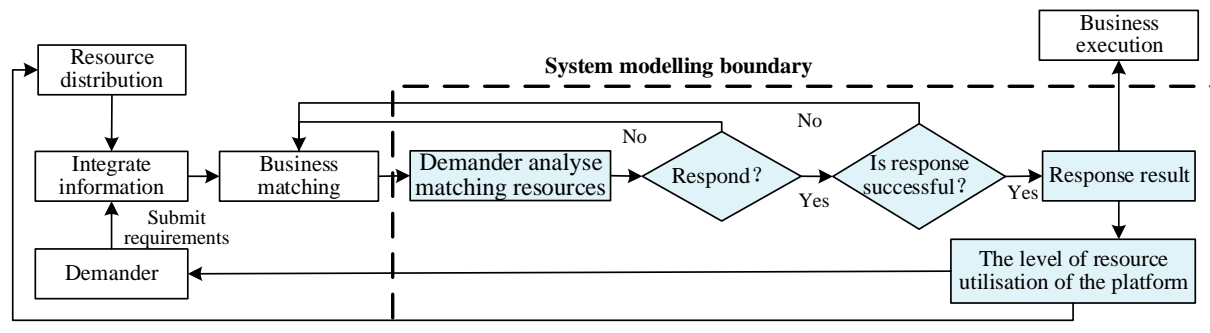 Business
execution
Resource
distribution
System modelling boundary
No
No
Integrate
information
Business
matching
Demander analyse
matching resources
Respond？
Is response
successful？
Response result
Yes
Yes
Submit
requirements
Demander
The level of resource
utilisation of the platform